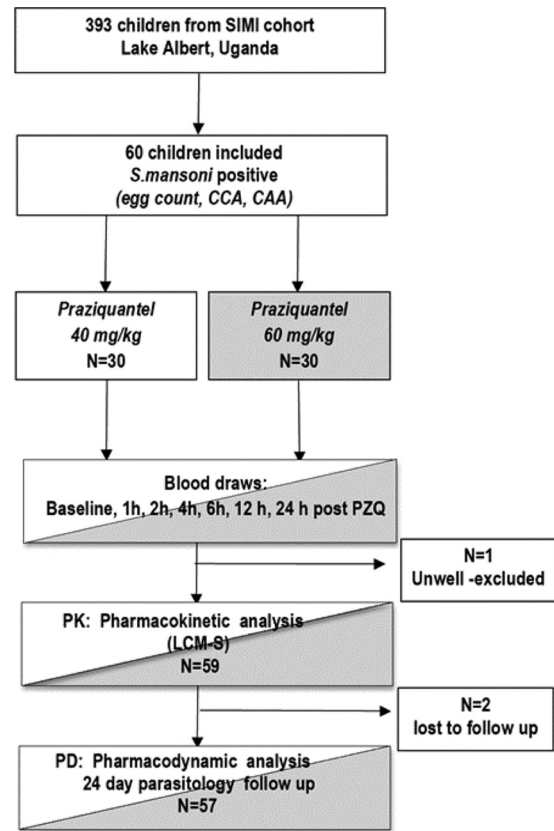 393 children from SIMI cohort
Lake Albert, Uganda
60 children included
S.mansoni positive
(egg count, CCA, CAA)
Praziquantel
40 mg/kg
N=30
Praziquantel
60 mg/kg
N=30
Blood draws:
Baseline, 1h, 2h, 4h, 6h, 12 h, 24 h post PZQ
N=1
Unwell -excluded
PK: Pharmacokinetic analysis
(LCM-S)
N=59
N=2
lost to follow up
PD: Pharmacodynamic analysis
24 day parasitology follow up
N=57